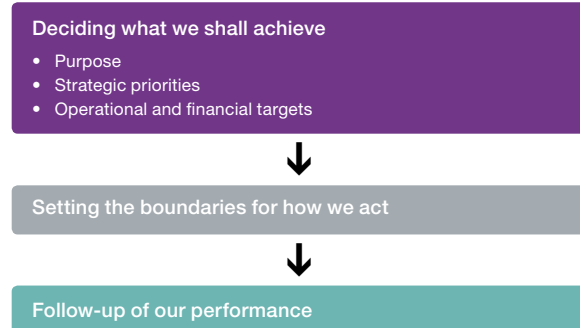 Deciding what we shall achieve
• Purpose
• Strategic priorities
• Operational and financial targets
Setting the boundaries for how we act
Follow-up of our performance